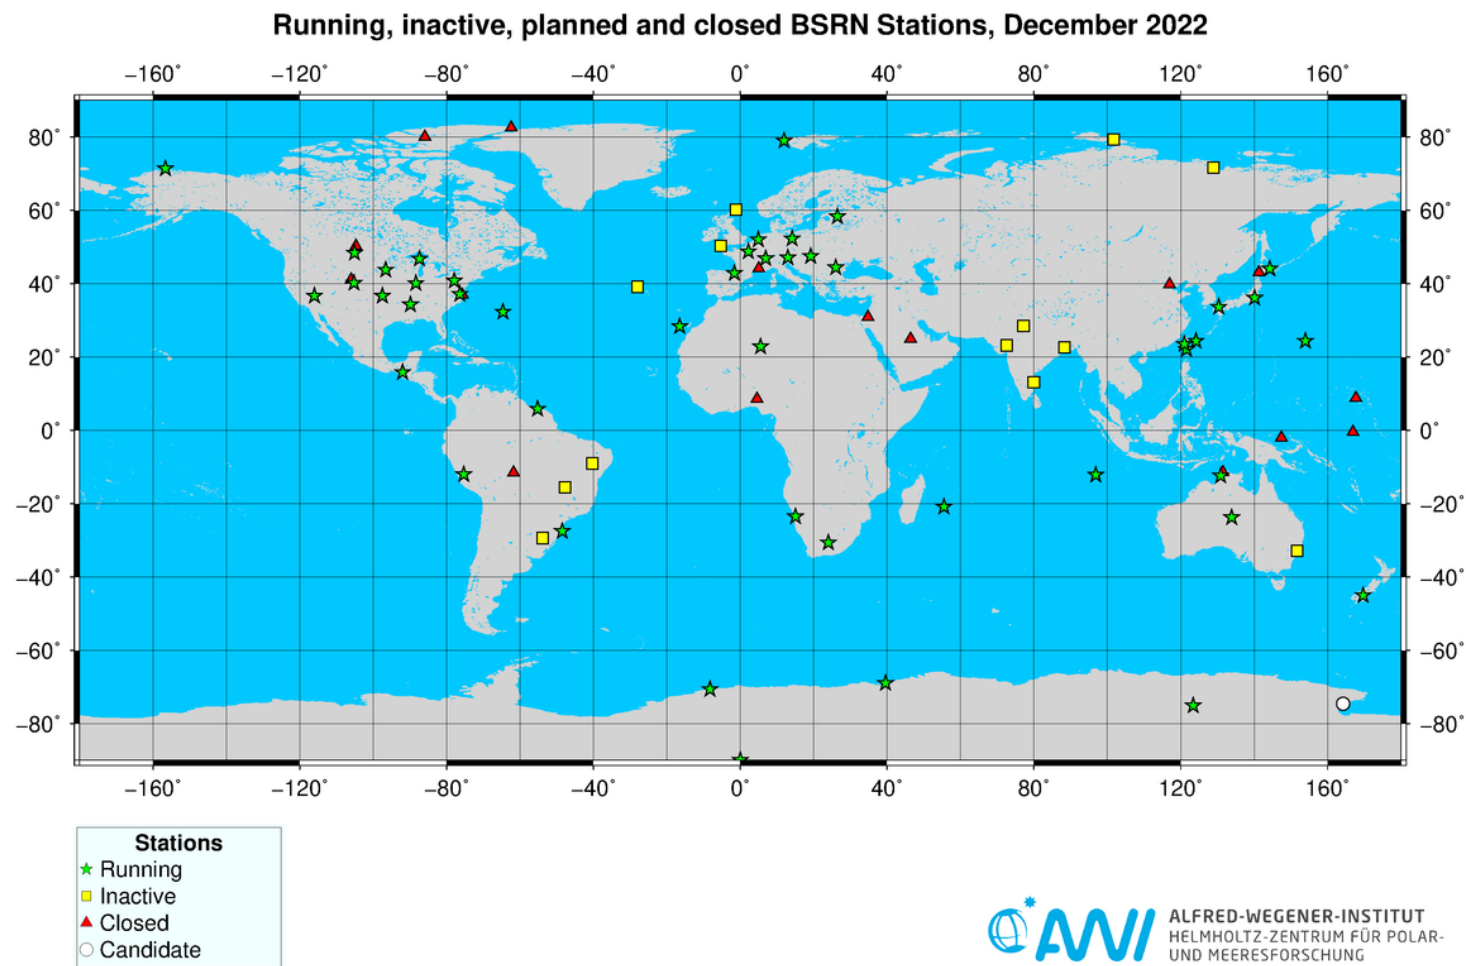 Running, inactive, planned and closed BSRN Stations, December 2022
−160˚ −120˚ −80˚ −40˚ 0˚ 40˚ 80˚ 120˚ 160˚
80˚ 80˚
60˚ 60˚
40˚ 40˚
20˚ 20˚
0˚ 0˚
−20˚ −20˚
−40˚ −40˚
−60˚ −60˚
−80˚ −80˚
−160˚ −120˚ −80˚ −40˚ 0˚ 40˚ 80˚ 120˚ 160˚
Stations
Running
Inactive
Closed
Candidate
AWI
ALFRED-WEGENER-INSTITUT
HELMHOLTZ-ZENTRUM FÜR POLAR-
UND MEERESFORSCHUNG